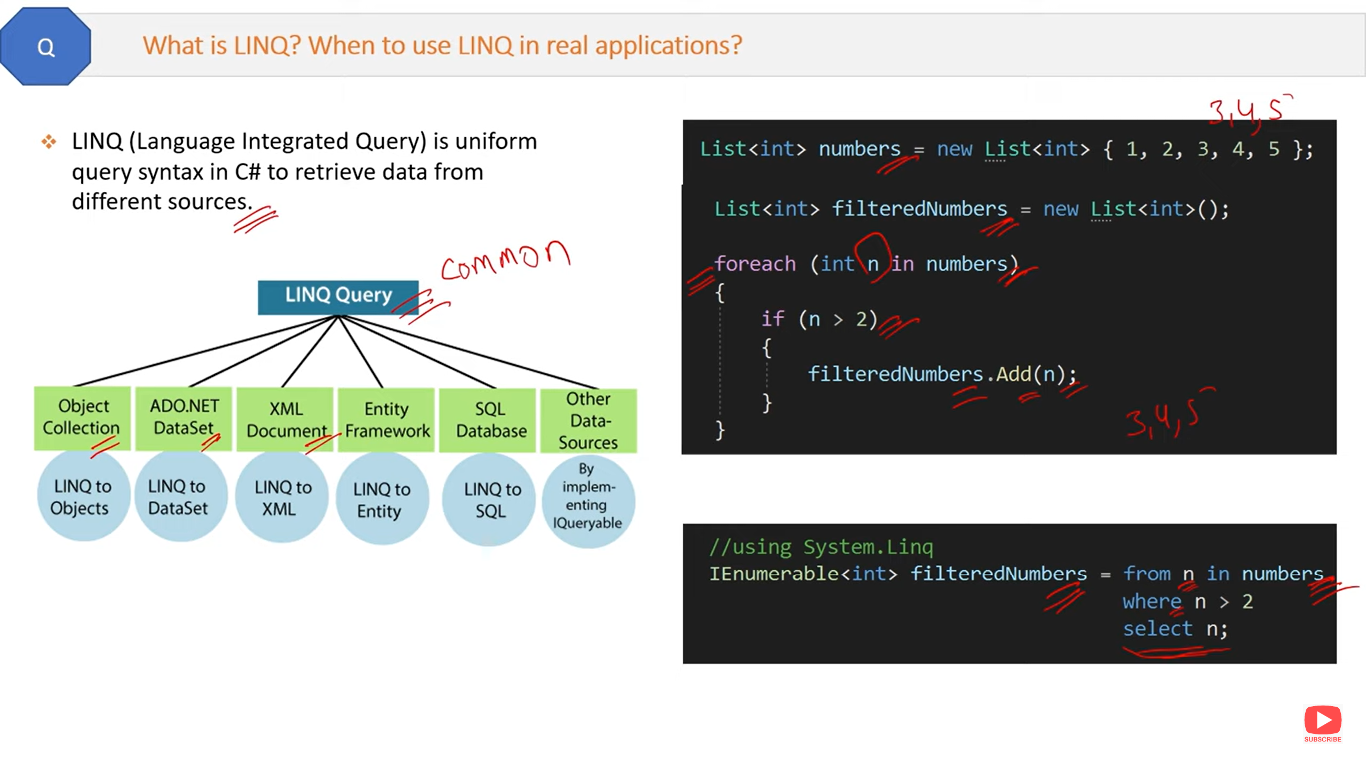 Q
What is LINQ? When to use LINQ in real applications?
❖ LINQ (Language Integrated Query) is uniform
query syntax in C# to retrieve data from
different sources.
common
LINQ Query
Object
Collection
ADO.NET
DataSet
XML
Document
Entity
Framework
SQL
Database
Other
Data-
Sources
LINQ to
Objects
LINQ to
DataSet
LINQ to
XML
LINQ to
Entity
LINQ to
SQL
By
implem-
enting
IQueryable
3,4,5
List<int> numbers = new List<int> { 1, 2, 3, 4, 5 };
List<int> filteredNumbers = new List<int>();
foreach (int n in numbers)
{
if (n > 2)
{
filteredNumbers.Add(n);
}
}
3,4,5
//using System.Linq
IEnumerable<int> filteredNumbers = from n in numbers
where n > 2
select n;
SUBSCRIBE